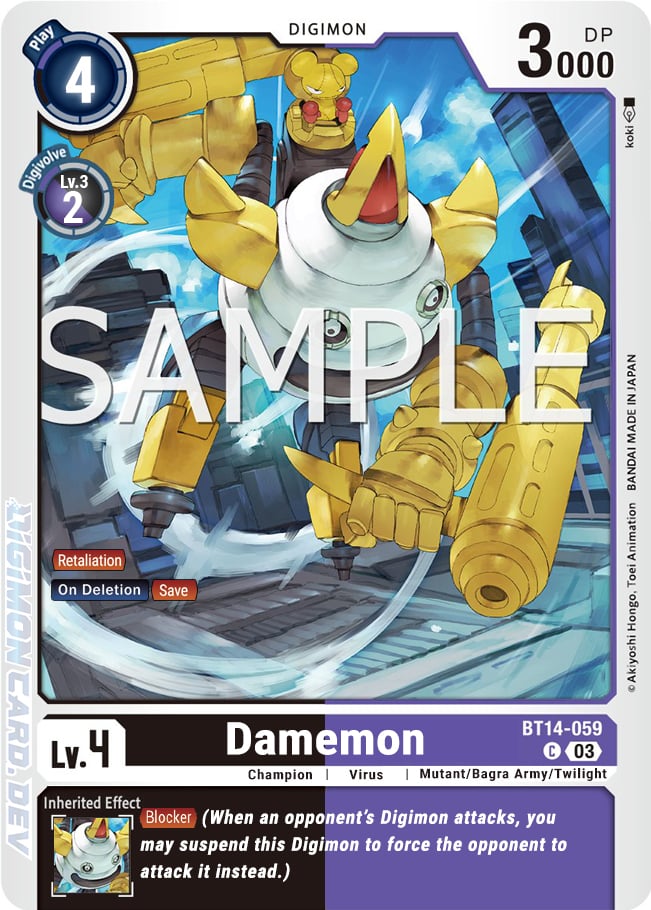 DIGIMON
Play
4
3000
DP
Digivolve
Lv.3
2
koki
SAMPLE
BANDAI MADE IN JAPAN
© Akiyoshi Hongo, Toei Animation
DIGIMONCARD.DEV
Retaliation
On Deletion Save
Lv.4
Damemon
BT14-059
C 03
Champion | Virus | Mutant/Bagra Army/Twilight
Inherited Effect
Blocker (When an opponent's Digimon attacks, you
may suspend this Digimon to force the opponent to
attack it instead.)